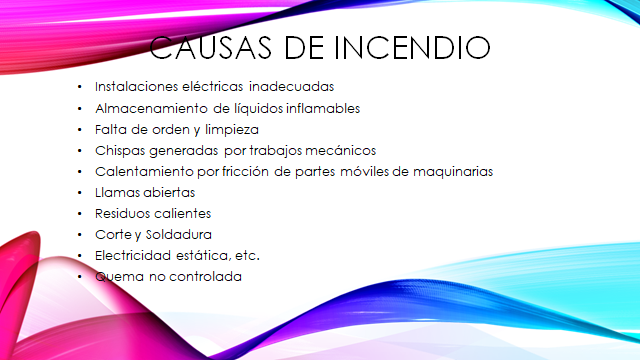 CAUSAS DE INCENDIO
• Instalaciones eléctricas inadecuadas
• Almacenamiento de líquidos inflamables
• Falta de orden y limpieza
• Chispas generadas por trabajos mecánicos
• Calentamiento por fricción de partes móviles de maquinarias
• Llamas abiertas
• Residuos calientes
• Corte y Soldadura
• Electricidad estática, etc.
• Quema no controlada